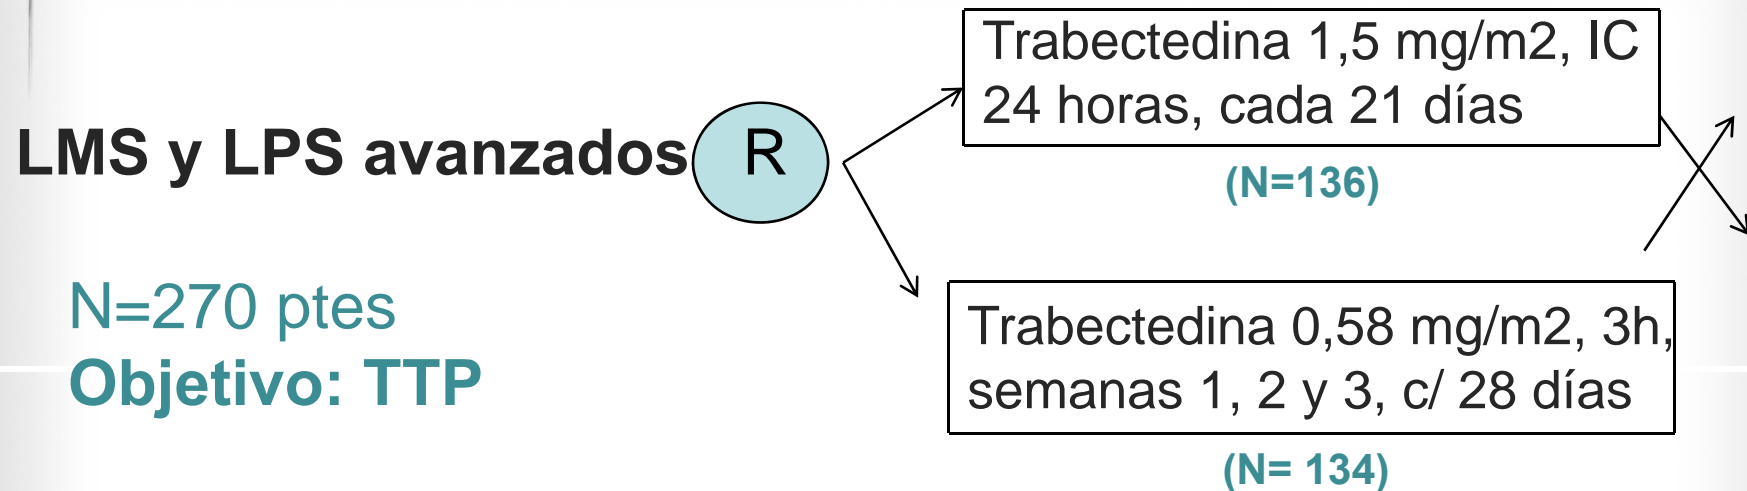 LMS y LPS avanzados
R
Trabectedina 1,5 mg/m2, IC
24 horas, cada 21 días
(N=136)
N=270 ptes
Objetivo: TTP
Trabectedina 0,58 mg/m2, 3h,
semanas 1, 2 y 3, c/ 28 días
(N= 134)